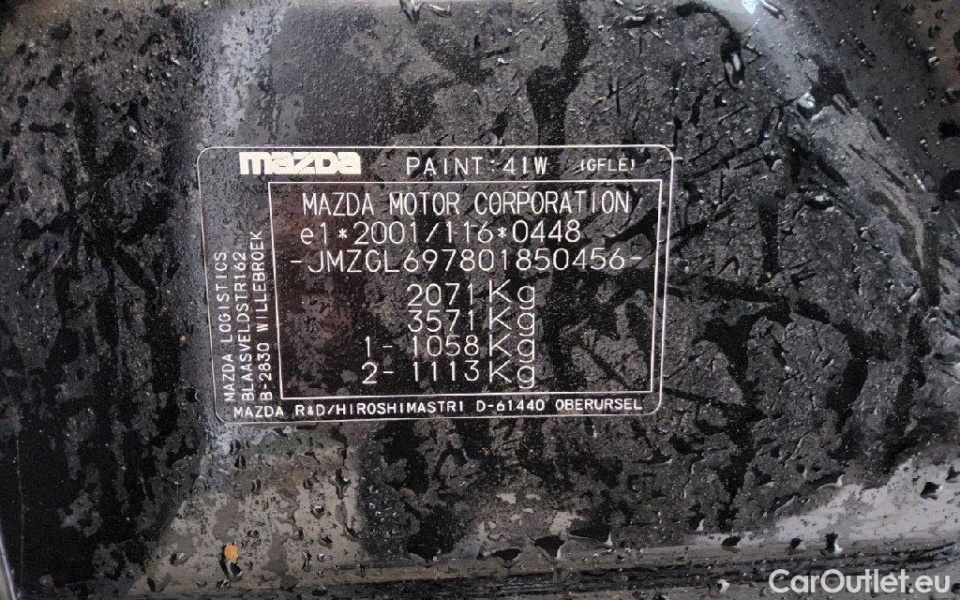 mazda PAINT:41W (GFLE)
MAZDA MOTOR CORPORATION
e1*2001/116*0448
-JMZGL697801850456-
2071Kg
3571Kg
1- 1058Kg
2- 1113Kg
MAZDA LOGISTICS
BLAASVELDSTR162
B-2830 WILLEBROEK
MAZDA R&D/HIROSHIMASTR1 D-61440 OBERURSEL
CarOutlet.eu